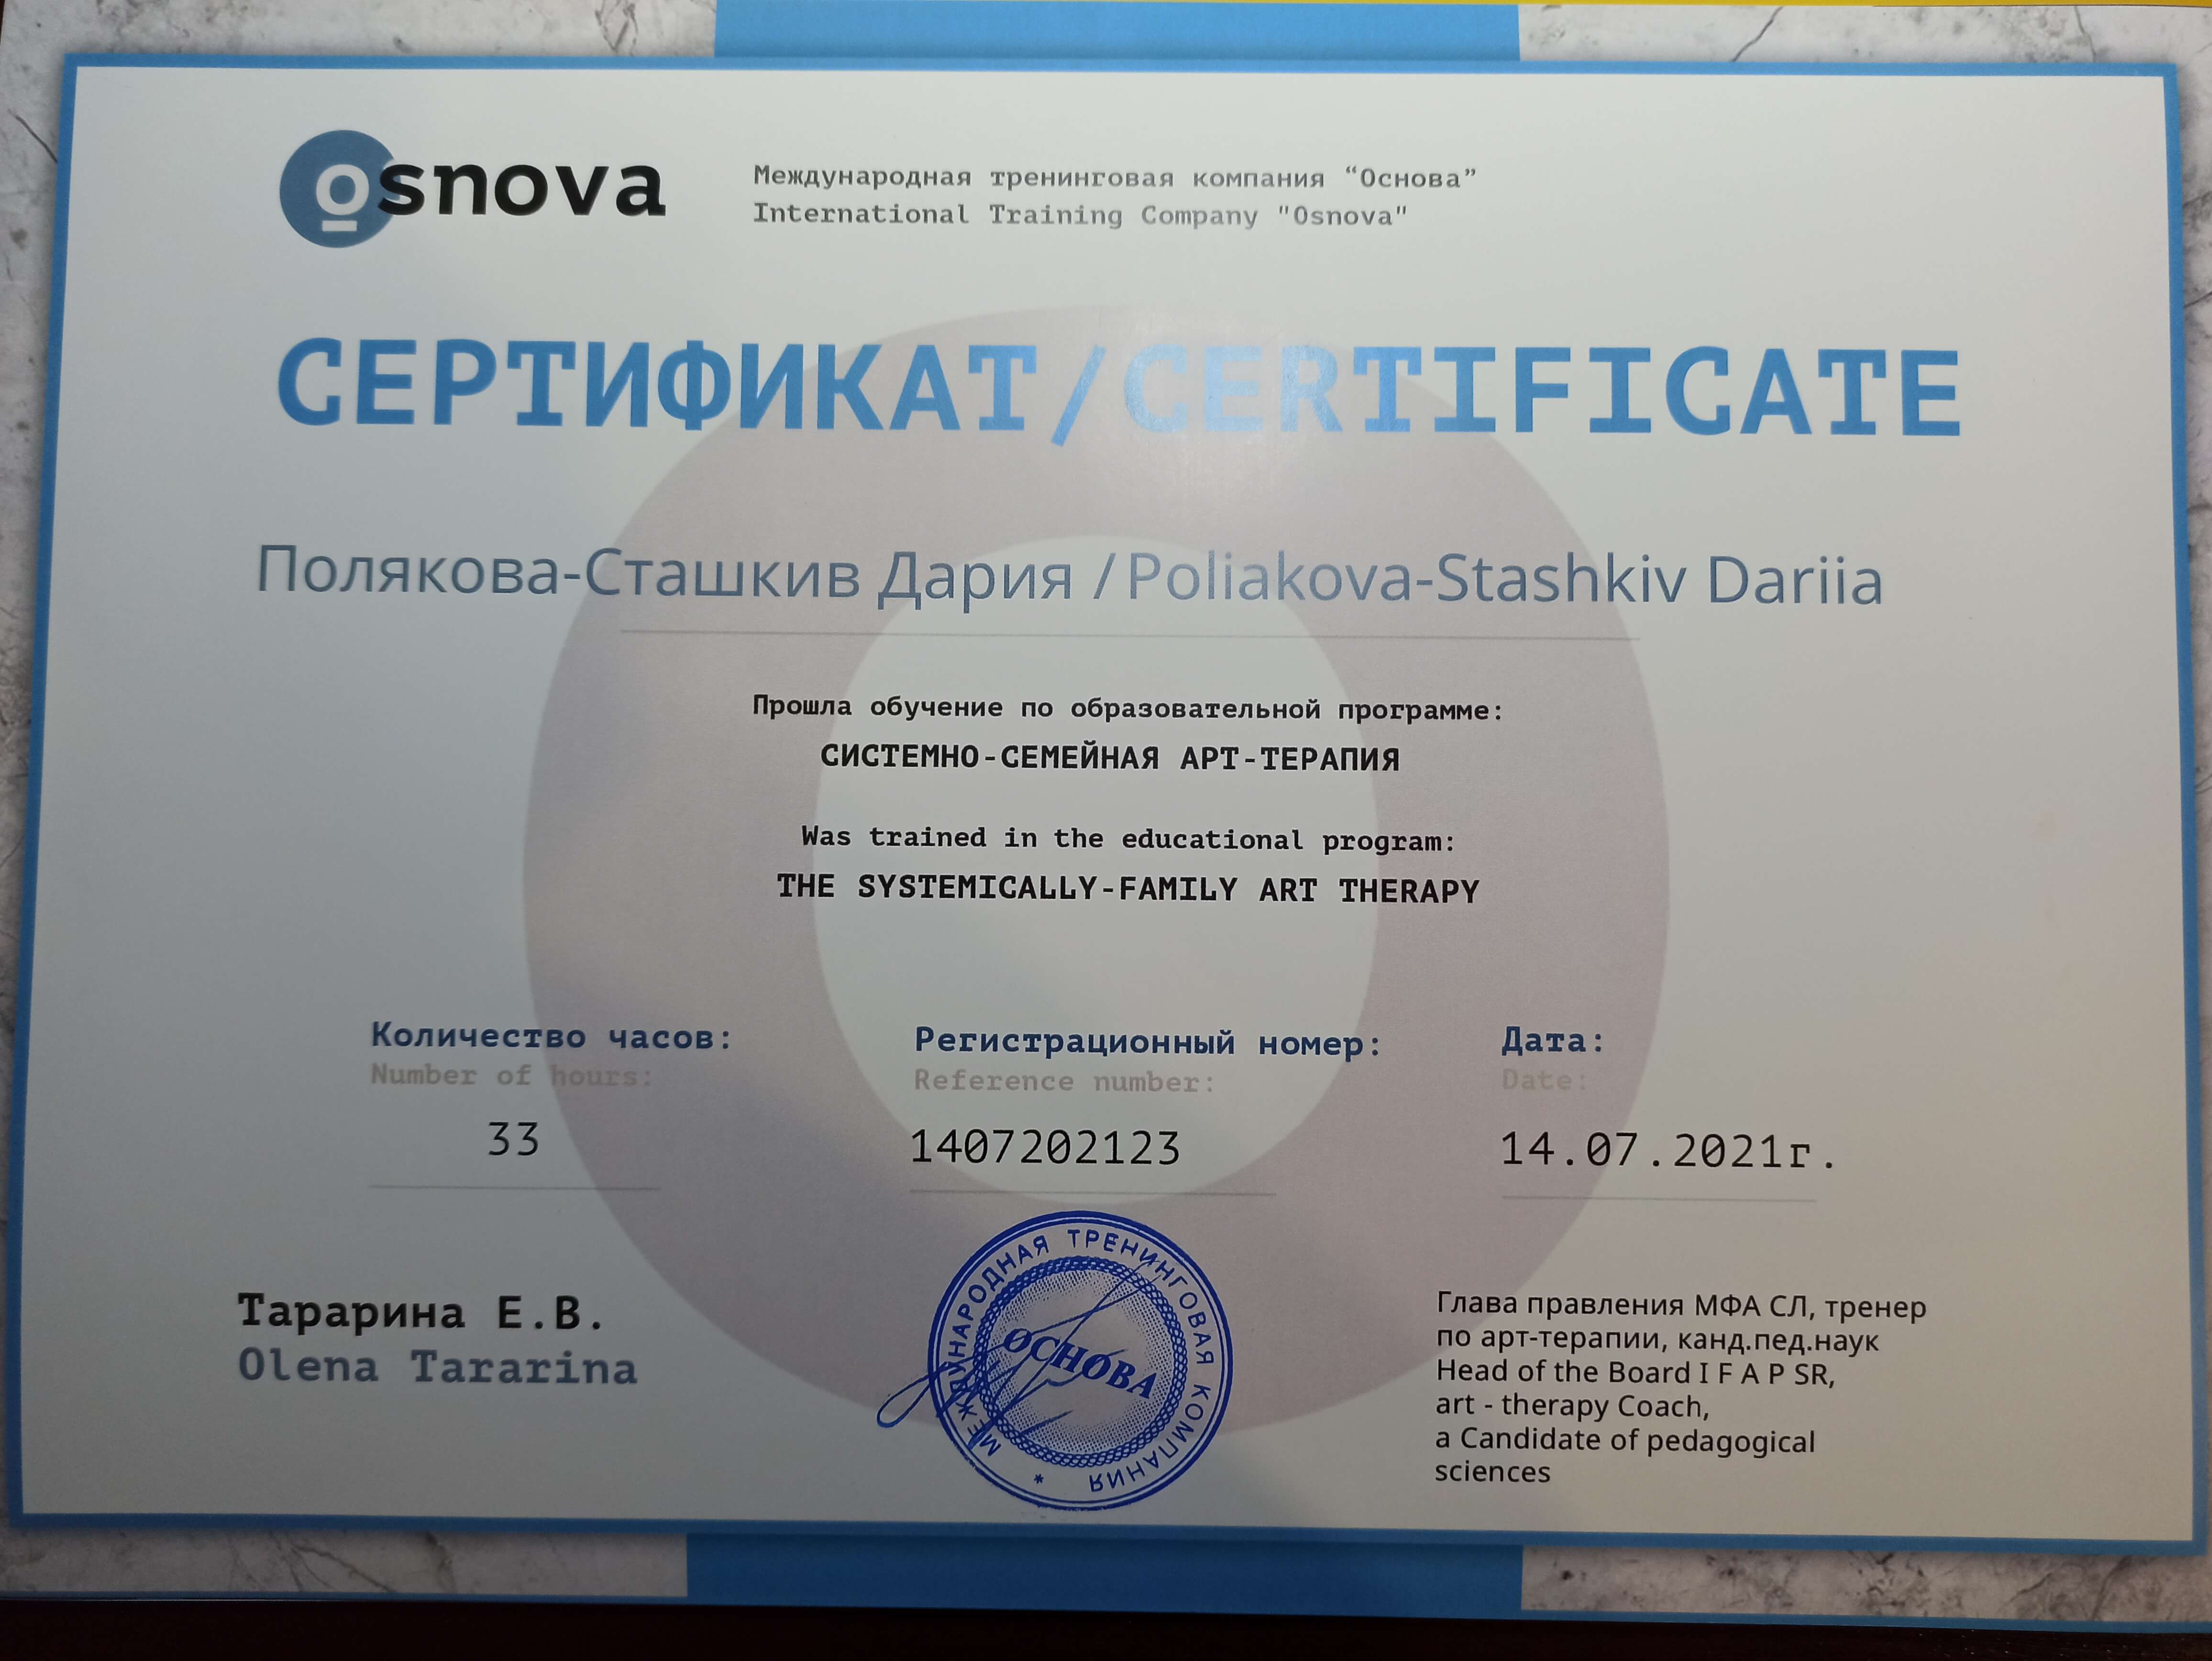 osnova
Международная тренинговая компания “Основа”
International Training Company "Osnova"
СЕРТИФИКАТ/CERTIFICATE
Полякова-Сташкив Дария / Poliakova-Stashkiv Dariia
Прошла обучение по образовательной программе:
СИСТЕМНО-СЕМЕЙНАЯ АРТ-ТЕРАПИЯ
Was trained in the educational program:
THE SYSTEMICALLY-FAMILY ART THERAPY
Количество часов:
Number of hours:
33
Регистрационный номер:
Reference number:
1407202123
Дата:
Date:
14.07.2021г.
Тарарина Е.В.
Olena Tararina
МЕЖДУНАРОДНАЯ ТРЕНИНГОВАЯ КОМПАНИЯ *
ОСНОВА
Глава правления МФА СЛ, тренер
по арт-терапии, канд.пед.наук
Head of the Board I F A P SR,
art - therapy Coach,
a Candidate of pedagogical
sciences